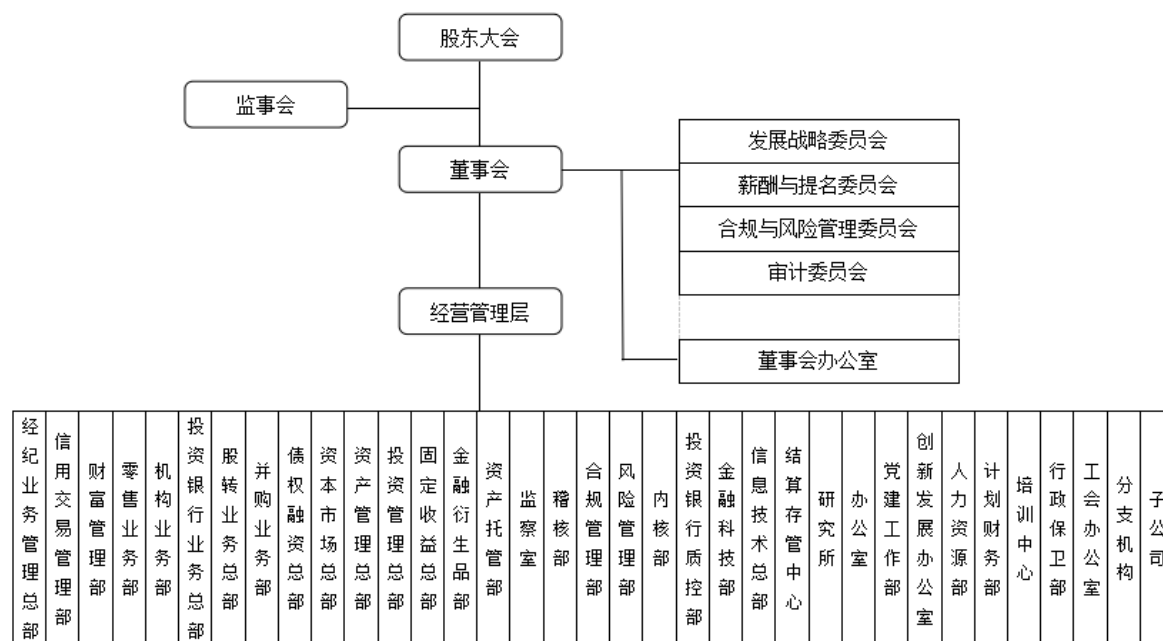 股东大会
监事会
董事会
发展战略委员会
薪酬与提名委员会
合规与风险管理委员会
审计委员会
经营管理层
董事会办公室
经纪业务管理总部
信用交易管理部
财富管理部
零售业务部
机构业务部
投资银行业务总部
股转业务总部
并购业务部
债权融资总部
资本市场总部
资产管理总部
投资管理总部
固定收益总部
金融衍生品部
资产托管部
监察室
稽核部
合规管理部
风险管理部
内核部
投资银行质控部
金融科技部
信息技术总部
结算存管中心
研究所
办公室
党建工作部
创新发展办公室
人力资源部
计划财务部
培训中心
行政保卫部
工会办公室
分支机构
子公司